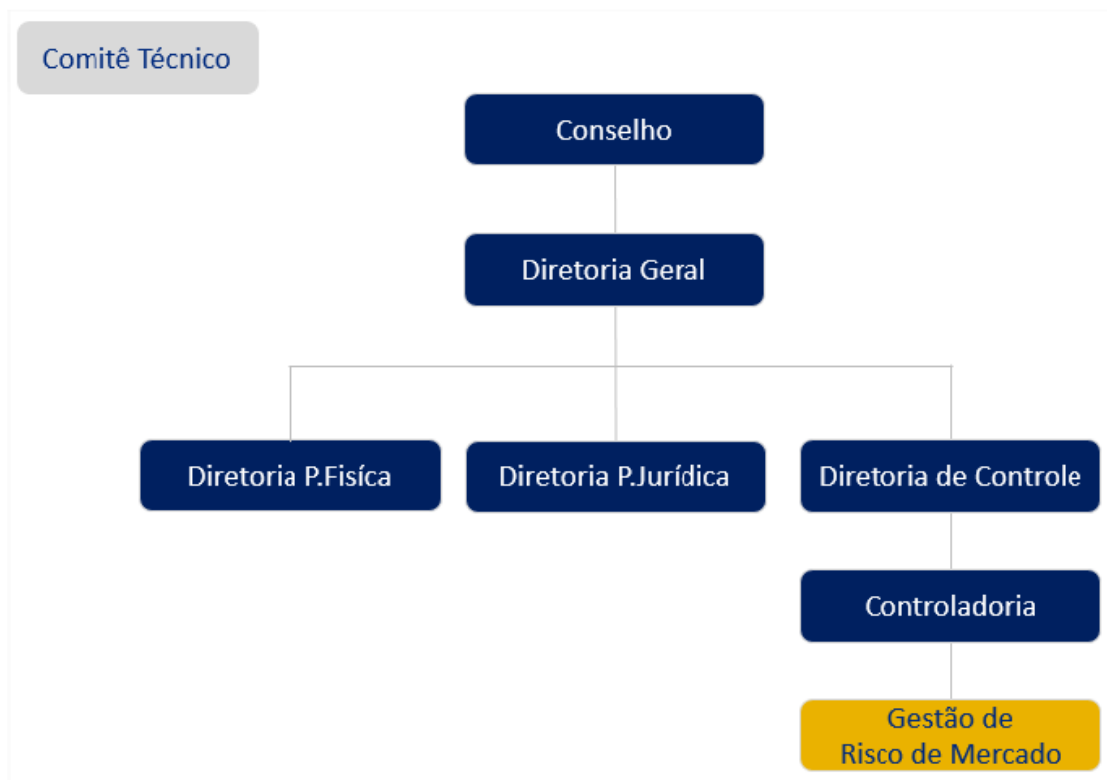 Comitê Técnico
Conselho
Diretoria Geral
Diretoria P.Fisíca
Diretoria P.Jurídica
Diretoria de Controle
Controladoria
Gestão de
Risco de Mercado